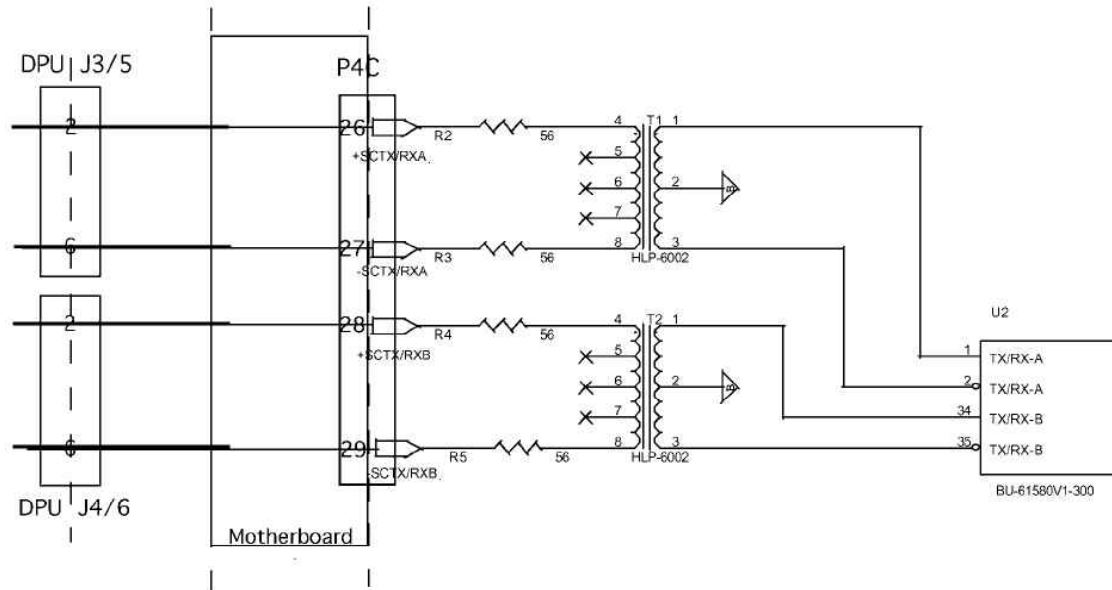 DPU J3/5
P4C
2
26
R2
56
4
T1
1
+SCTX/RXA
5
6
2
B
7
6
27
R3
56
8
3
-SCTX/RXA
HLP-6002
2
28
R4
56
4
T2
1
U2
+SCTX/RXB
5
1
TX/RX-A
6
2
B
2
TX/RX-A
7
34
TX/RX-B
6
29
R5
56
8
3
35
TX/RX-B
-SCTX/RXB
HLP-6002
BU-61580V1-300
DPU J4/6
Motherboard